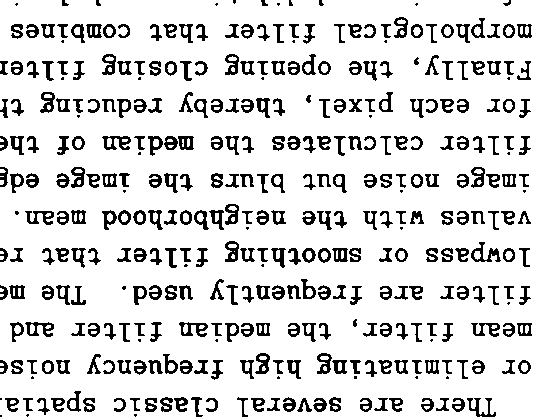 There are several classic spatial
or eliminating high frequency noise
mean filter, the median filter and
filter are frequently used. The me
lowpass or smoothing filter that re
values with the neighborhood mean.
image noise but blurs the image edg
filter calculates the median of the
for each pixel, thereby reducing th
Finally, the opening closing filter
morphological filter that combines